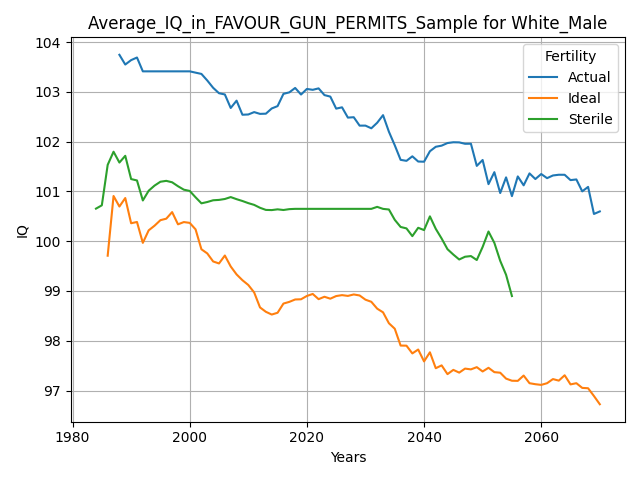 Average_IQ_in_FAVOUR_GUN_PERMITS_Sample for White_Male
104
103
102
101
100
99
98
97
IQ
Fertility
Actual
Ideal
Sterile
1980 2000 2020 2040 2060
Years